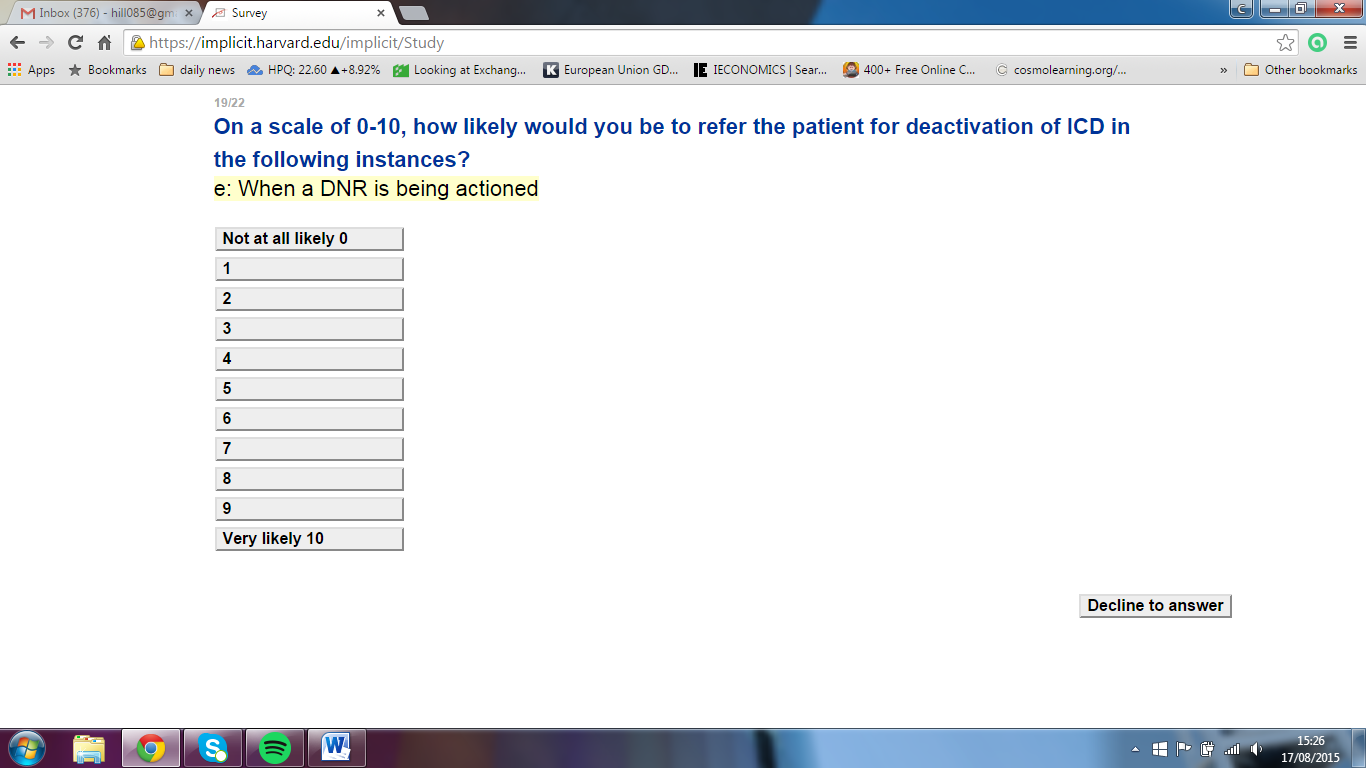 Inbox (376) - hill085@gm
Survey
C
https://implicit.harvard.edu/implicit/Study
Apps
Bookmarks
daily news
HPQ: 22.60 ▲+8.92%
Looking at Exchang...
K
European Union GD...
IE
IECONOMICS | Sear...
400+ Free Online C...
cosmolearning.org/...
»
Other bookmarks
19/22
On a scale of 0-10, how likely would you be to refer the patient for deactivation of ICD in
the following instances?
e: When a DNR is being actioned
Not at all likely 0
1
2
3
4
5
6
7
8
9
Very likely 10
Decline to answer
15:26
17/08/2015